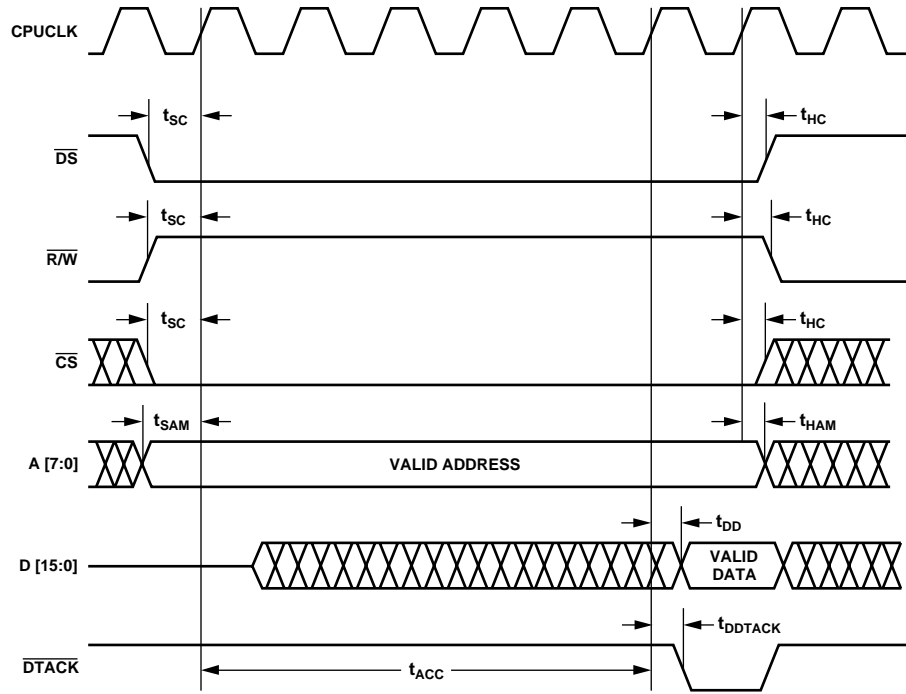 CPUCLK
tSC
tHC
DS
tSC
tHC
R/W
tSC
tHC
CS
tSAM
tHAM
A [7:0]
VALID ADDRESS
tDD
D [15:0]
VALID
DATA
tDDTACK
DTACK
tACC